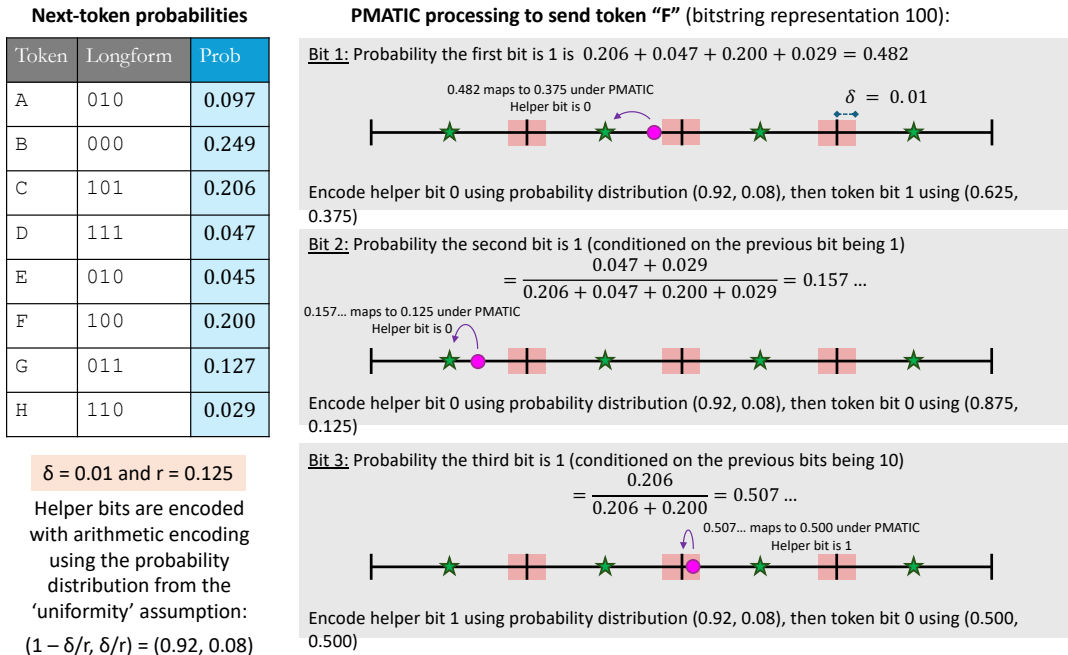 Next-token probabilities
Token Longform Prob
A 010 0.097
B 000 0.249
C 101 0.206
D 111 0.047
E 010 0.045
F 100 0.200
G 011 0.127
H 110 0.029
δ = 0.01 and r = 0.125
Helper bits are encoded
with arithmetic encoding
using the probability
distribution from the
‘uniformity’ assumption:
(1 – δ/r, δ/r) = (0.92, 0.08)
PMATIC processing to send token “F” (bitstring representation 100):
Bit 1: Probability the first bit is 1 is 0.206 + 0.047 + 0.200 + 0.029 = 0.482
0.482 maps to 0.375 under PMATIC
Helper bit is 0
δ = 0.01
Encode helper bit 0 using probability distribution (0.92, 0.08), then token bit 1 using (0.625,
0.375)
Bit 2: Probability the second bit is 1 (conditioned on the previous bit being 1)
0.047 + 0.029
= 0.206 + 0.047 + 0.200 + 0.029 = 0.157 ...
0.157... maps to 0.125 under PMATIC
Helper bit is 0
Encode helper bit 0 using probability distribution (0.92, 0.08), then token bit 0 using (0.875,
0.125)
Bit 3: Probability the third bit is 1 (conditioned on the previous bits being 10)
0.206
= 0.206 + 0.200 = 0.507 ...
0.507... maps to 0.500 under PMATIC
Helper bit is 1
Encode helper bit 1 using probability distribution (0.92, 0.08), then token bit 0 using (0.500,
0.500)